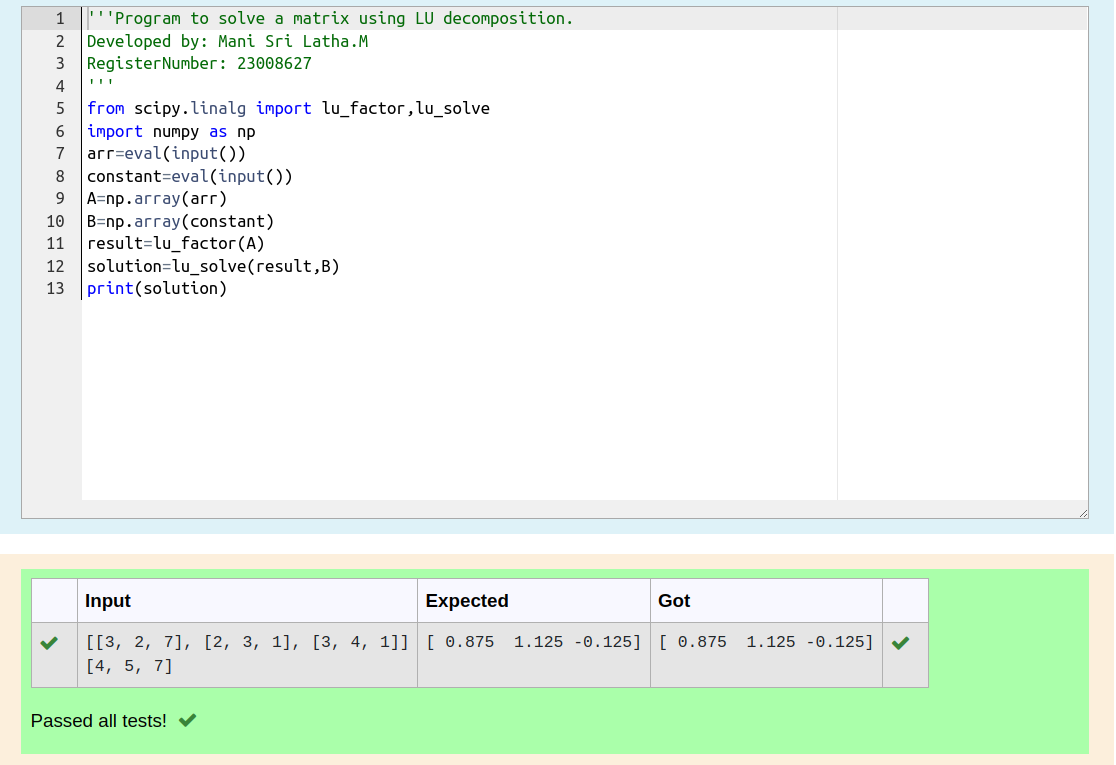 1 '''Program to solve a matrix using LU decomposition.
2 Developed by: Mani Sri Latha.M
3 RegisterNumber: 23008627
4 '''
5 from scipy.linalg import lu_factor,lu_solve
6 import numpy as np
7 arr=eval(input())
8 constant=eval(input())
9 A=np.array(arr)
10 B=np.array(constant)
11 result=lu_factor(A)
12 solution=lu_solve(result,B)
13 print(solution)
Input Expected Got
[[3, 2, 7], [2, 3, 1], [3, 4, 1]] [ 0.875  1.125 -0.125] [ 0.875  1.125 -0.125]
[4, 5, 7]
Passed all tests!